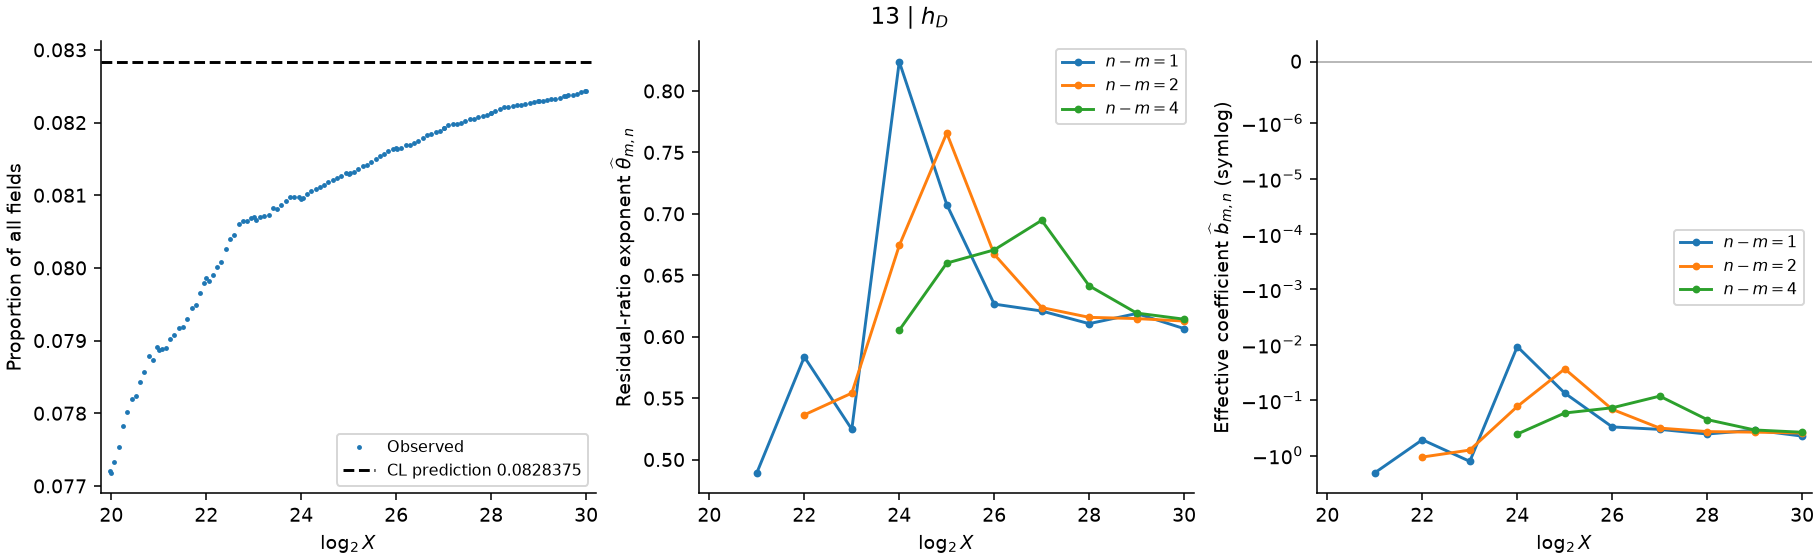 13 | h_D
Proportion of all fields
0.083
0.082
0.081
0.080
0.079
0.078
0.077
Observed
CL prediction 0.0828375
20 22 24 26 28 30
log₂ X
Residual-ratio exponent θ̂_{m,n}
0.80
0.75
0.70
0.65
0.60
0.55
0.50
n − m = 1
n − m = 2
n − m = 4
20 22 24 26 28 30
log₂ X
Effective coefficient b̂_{m,n} (symlog)
0
−10⁻⁶
−10⁻⁵
−10⁻⁴
−10⁻³
−10⁻²
−10⁻¹
−10⁰
n − m = 1
n − m = 2
n − m = 4
20 22 24 26 28 30
log₂ X